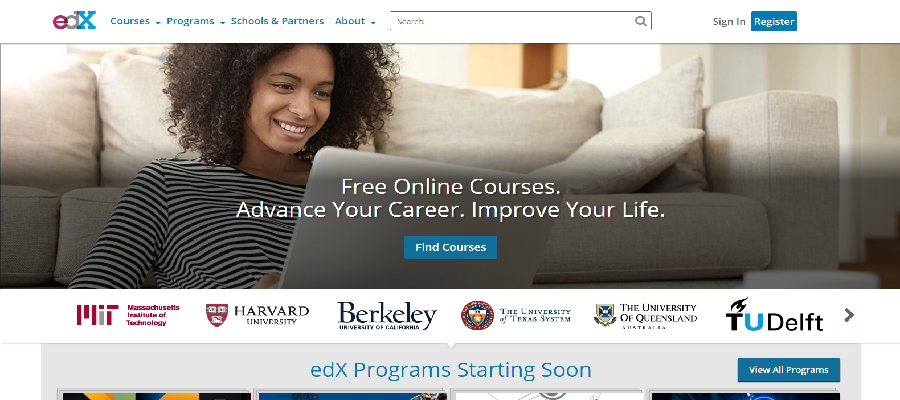 edX
Courses
Programs
Schools & Partners
About
Search:
Sign In
Register
Free Online Courses.
Advance Your Career. Improve Your Life.
Find Courses
MIT
Massachusetts
Institute of
Technology
HARVARD
UNIVERSITY
Berkeley
UNIVERSITY OF CALIFORNIA
THE UNIVERSITY
of TEXAS SYSTEM
THE UNIVERSITY
OF QUEENSLAND
AUSTRALIA
TUDelft
edX Programs Starting Soon
View All Programs